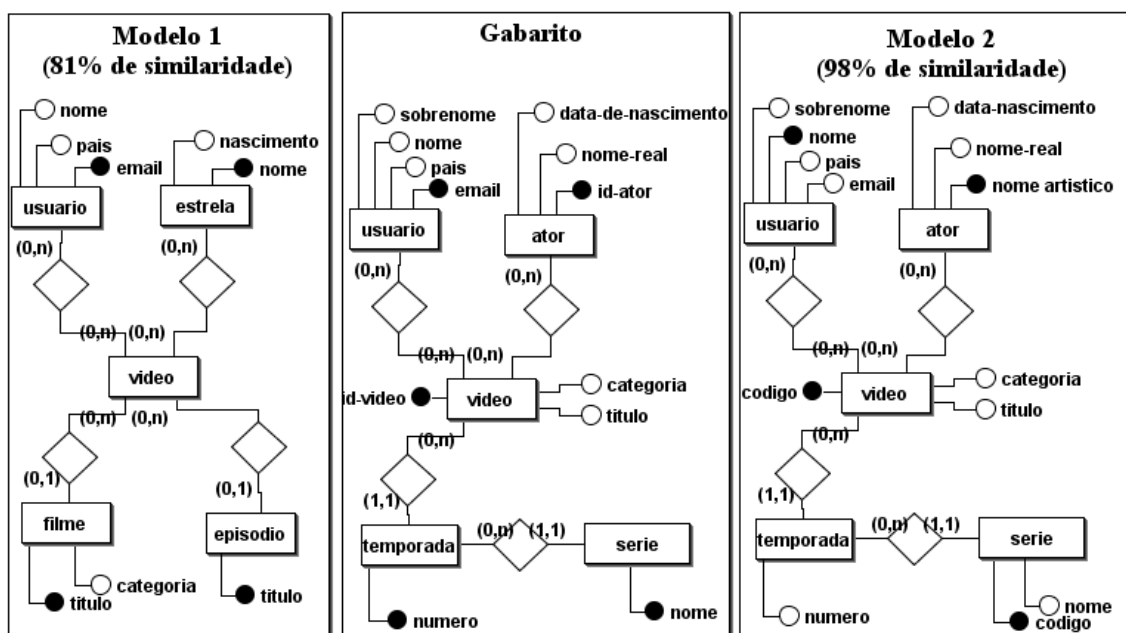 Modelo 1
(81% de similaridade)
nome
pais
email
nascimento
nome
usuario
estrela
(0,n)
(0,n)
(0,n)
(0,n)
video
(0,n)
(0,n)
(0,1)
(0,1)
filme
episodio
categoria
titulo
titulo
Gabarito
sobrenome
nome
pais
email
data-de-nascimento
nome-real
id-ator
usuario
ator
(0,n)
(0,n)
(0,n)
(0,n)
id-video
video
categoria
titulo
(0,n)
(1,1)
temporada
(0,n)
(1,1)
serie
numero
nome
Modelo 2
(98% de similaridade)
sobrenome
nome
pais
email
data-nascimento
nome-real
nome artistico
usuario
ator
(0,n)
(0,n)
(0,n)
(0,n)
codigo
video
categoria
titulo
(0,n)
(1,1)
temporada
(0,n)
(1,1)
serie
numero
nome
codigo